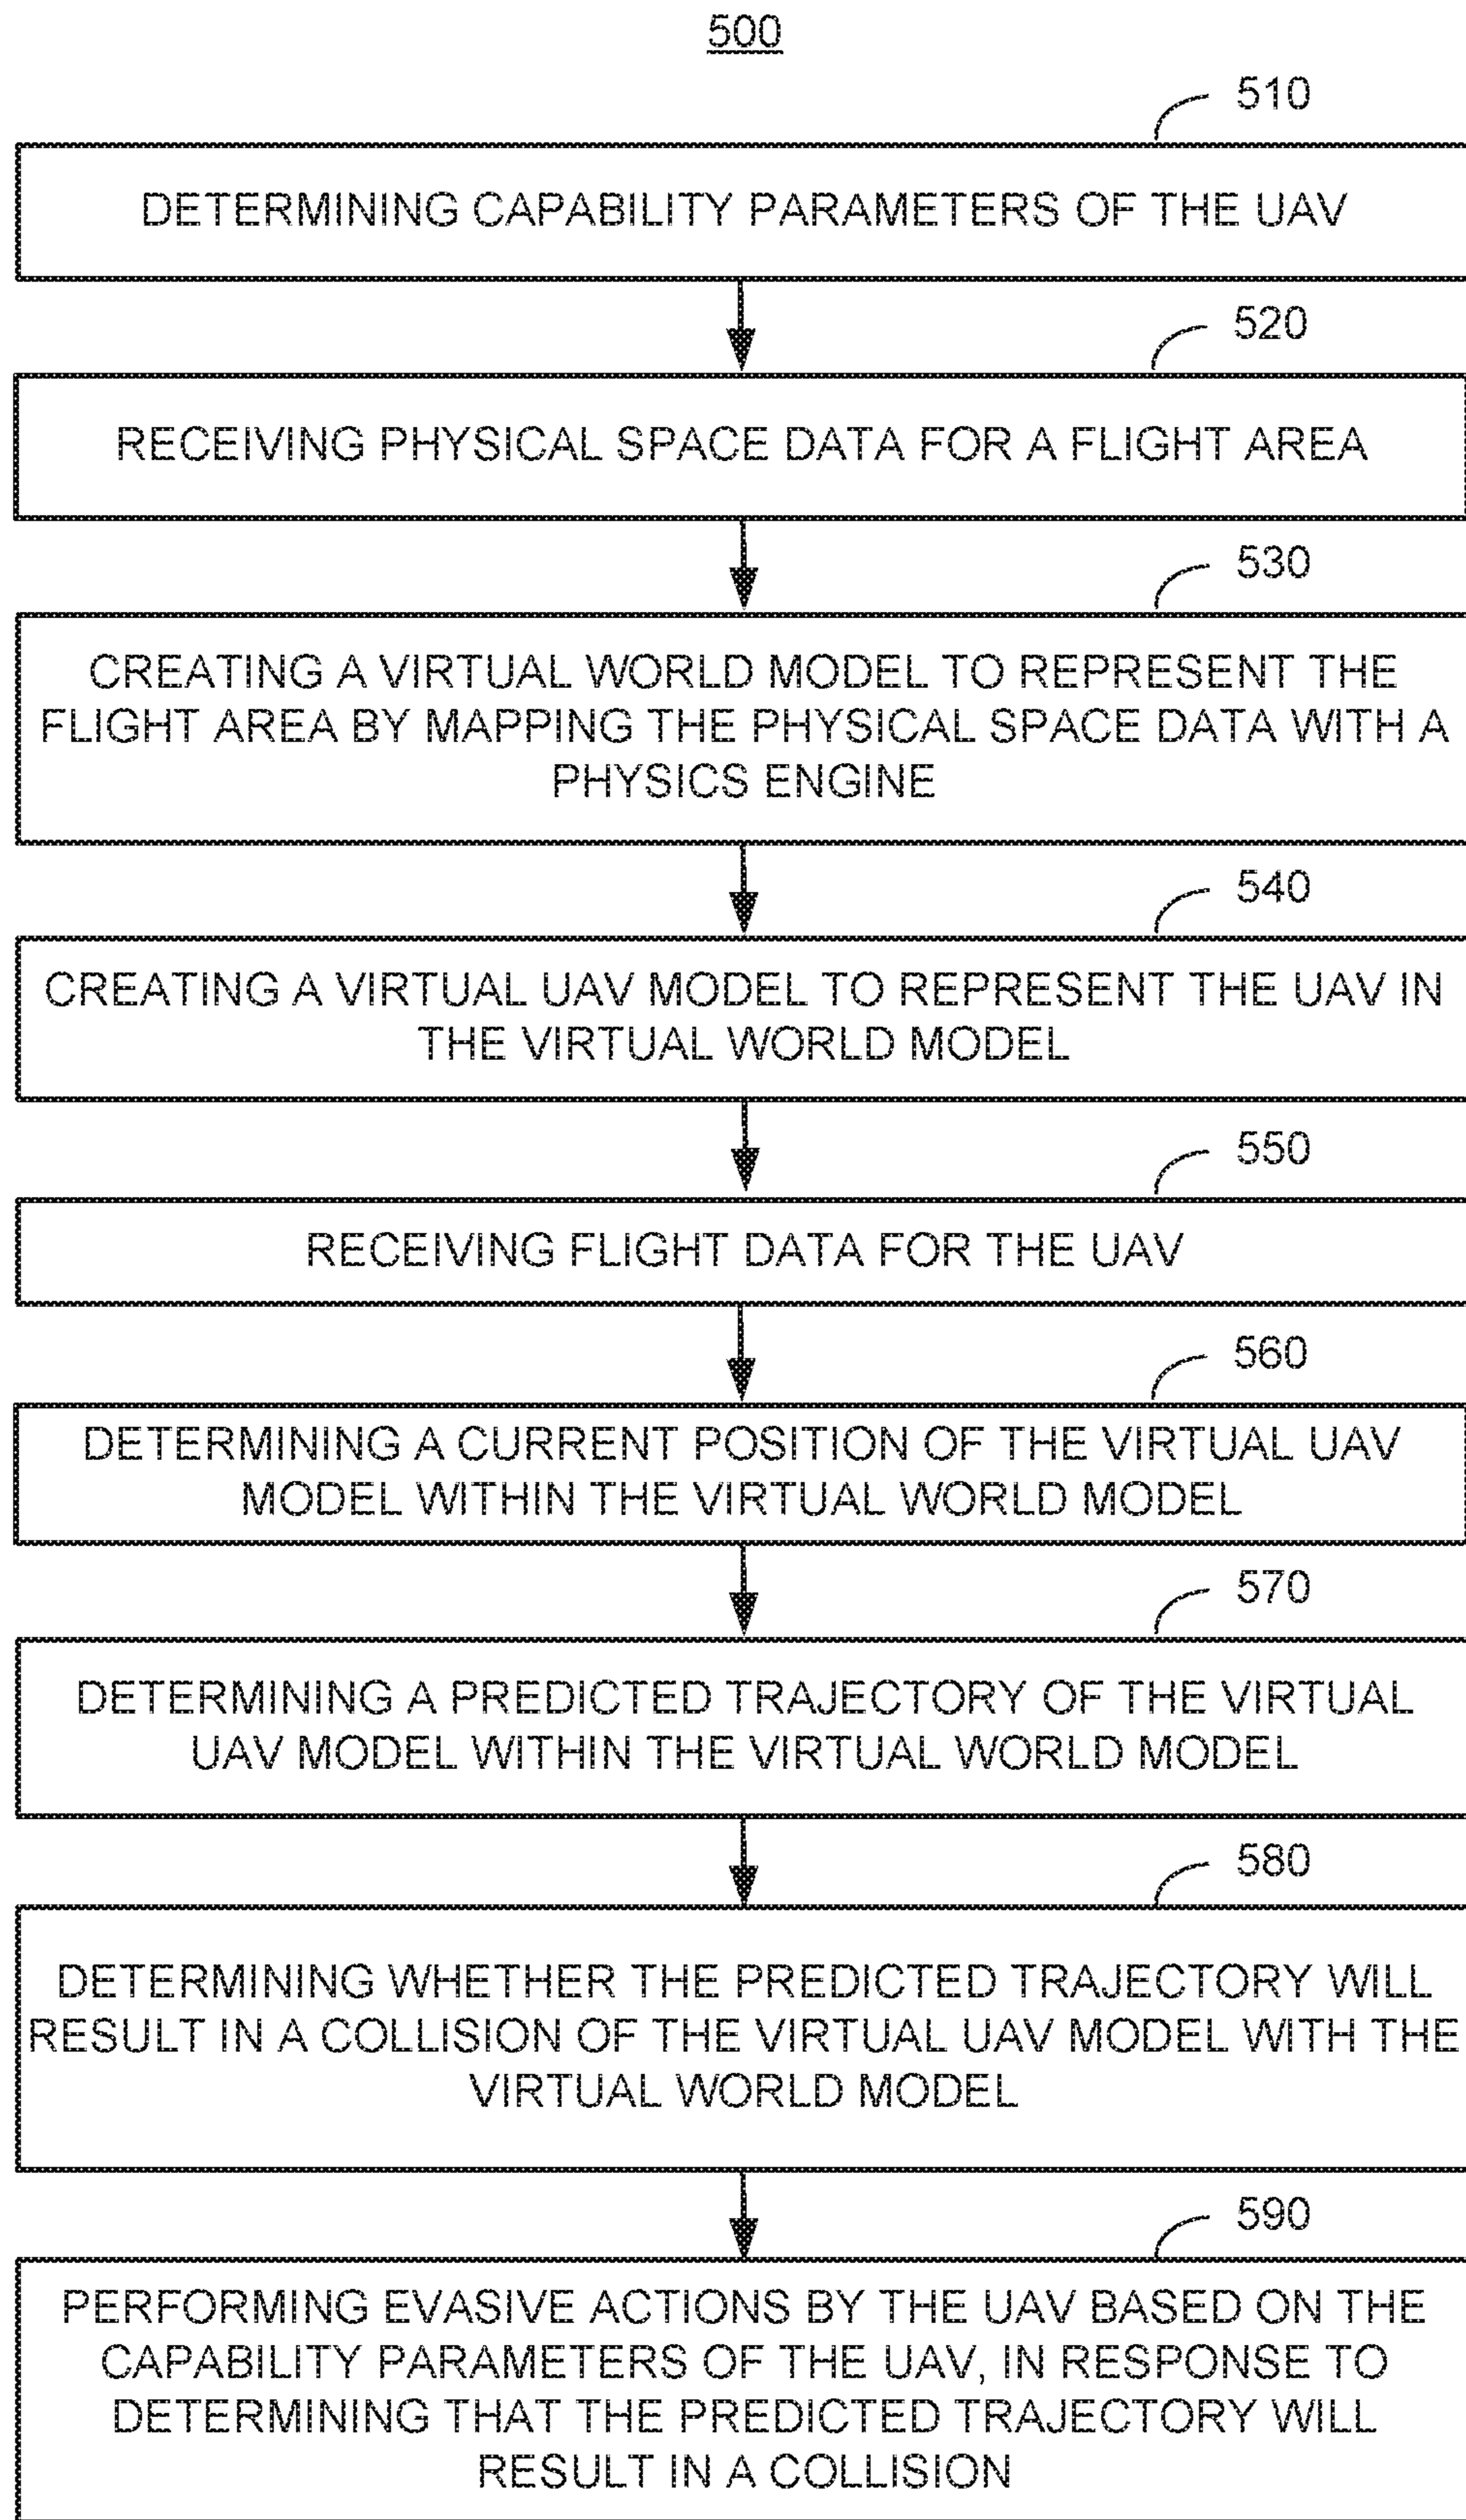 500
510
DETERMINING CAPABILITY PARAMETERS OF THE UAV
520
RECEIVING PHYSICAL SPACE DATA FOR A FLIGHT AREA
530
CREATING A VIRTUAL WORLD MODEL TO REPRESENT THE
FLIGHT AREA BY MAPPING THE PHYSICAL SPACE DATA WITH A
PHYSICS ENGINE
540
CREATING A VIRTUAL UAV MODEL TO REPRESENT THE UAV IN
THE VIRTUAL WORLD MODEL
550
RECEIVING FLIGHT DATA FOR THE UAV
560
DETERMINING A CURRENT POSITION OF THE VIRTUAL UAV
MODEL WITHIN THE VIRTUAL WORLD MODEL
570
DETERMINING A PREDICTED TRAJECTORY OF THE VIRTUAL
UAV MODEL WITHIN THE VIRTUAL WORLD MODEL
580
DETERMINING WHETHER THE PREDICTED TRAJECTORY WILL
RESULT IN A COLLISION OF THE VIRTUAL UAV MODEL WITH THE
VIRTUAL WORLD MODEL
590
PERFORMING EVASIVE ACTIONS BY THE UAV BASED ON THE
CAPABILITY PARAMETERS OF THE UAV, IN RESPONSE TO
DETERMINING THAT THE PREDICTED TRAJECTORY WILL
RESULT IN A COLLISION